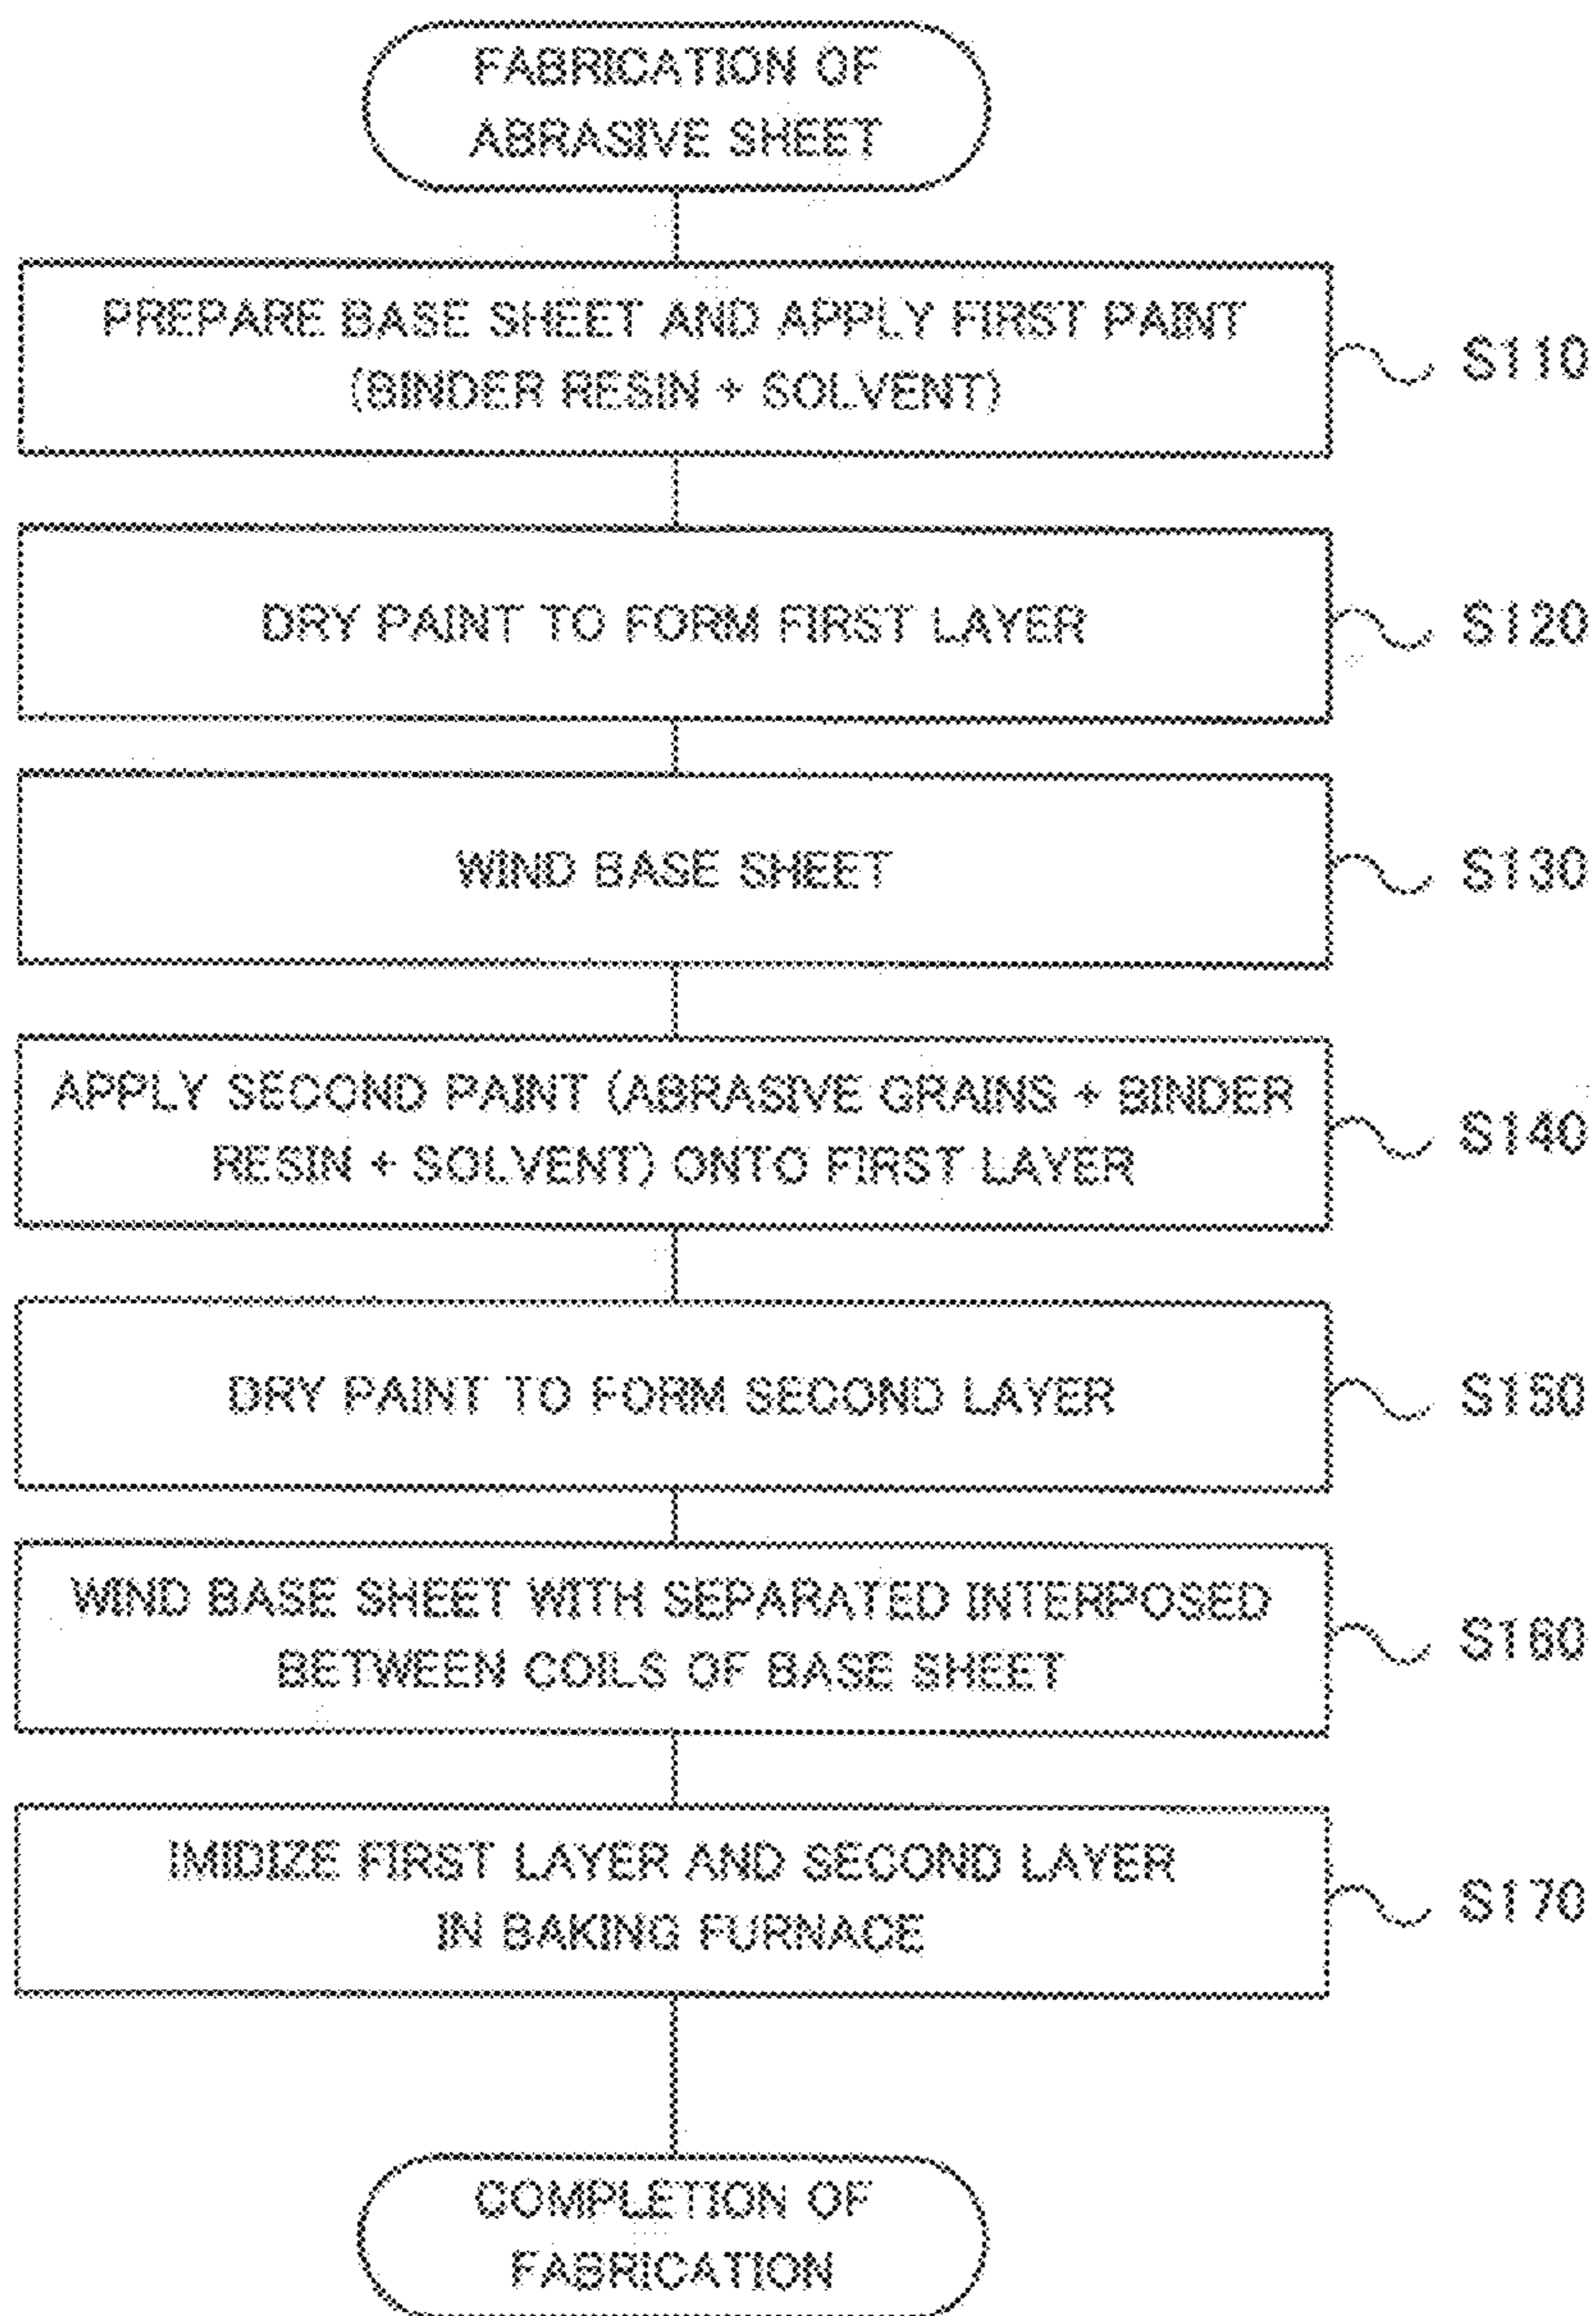 FABRICATION OF
ABRASIVE SHEET
PREPARE BASE SHEET AND APPLY FIRST PAINT
(BINDER RESIN + SOLVENT)
S110
DRY PAINT TO FORM FIRST LAYER
S120
WIND BASE SHEET
S130
APPLY SECOND PAINT (ABRASIVE GRAINS + BINDER
RESIN + SOLVENT) ONTO FIRST LAYER
S140
DRY PAINT TO FORM SECOND LAYER
S150
WIND BASE SHEET WITH SEPARATED INTERPOSED
BETWEEN COILS OF BASE SHEET
S160
IMIDIZE FIRST LAYER AND SECOND LAYER
IN BAKING FURNACE
S170
COMPLETION OF
FABRICATION